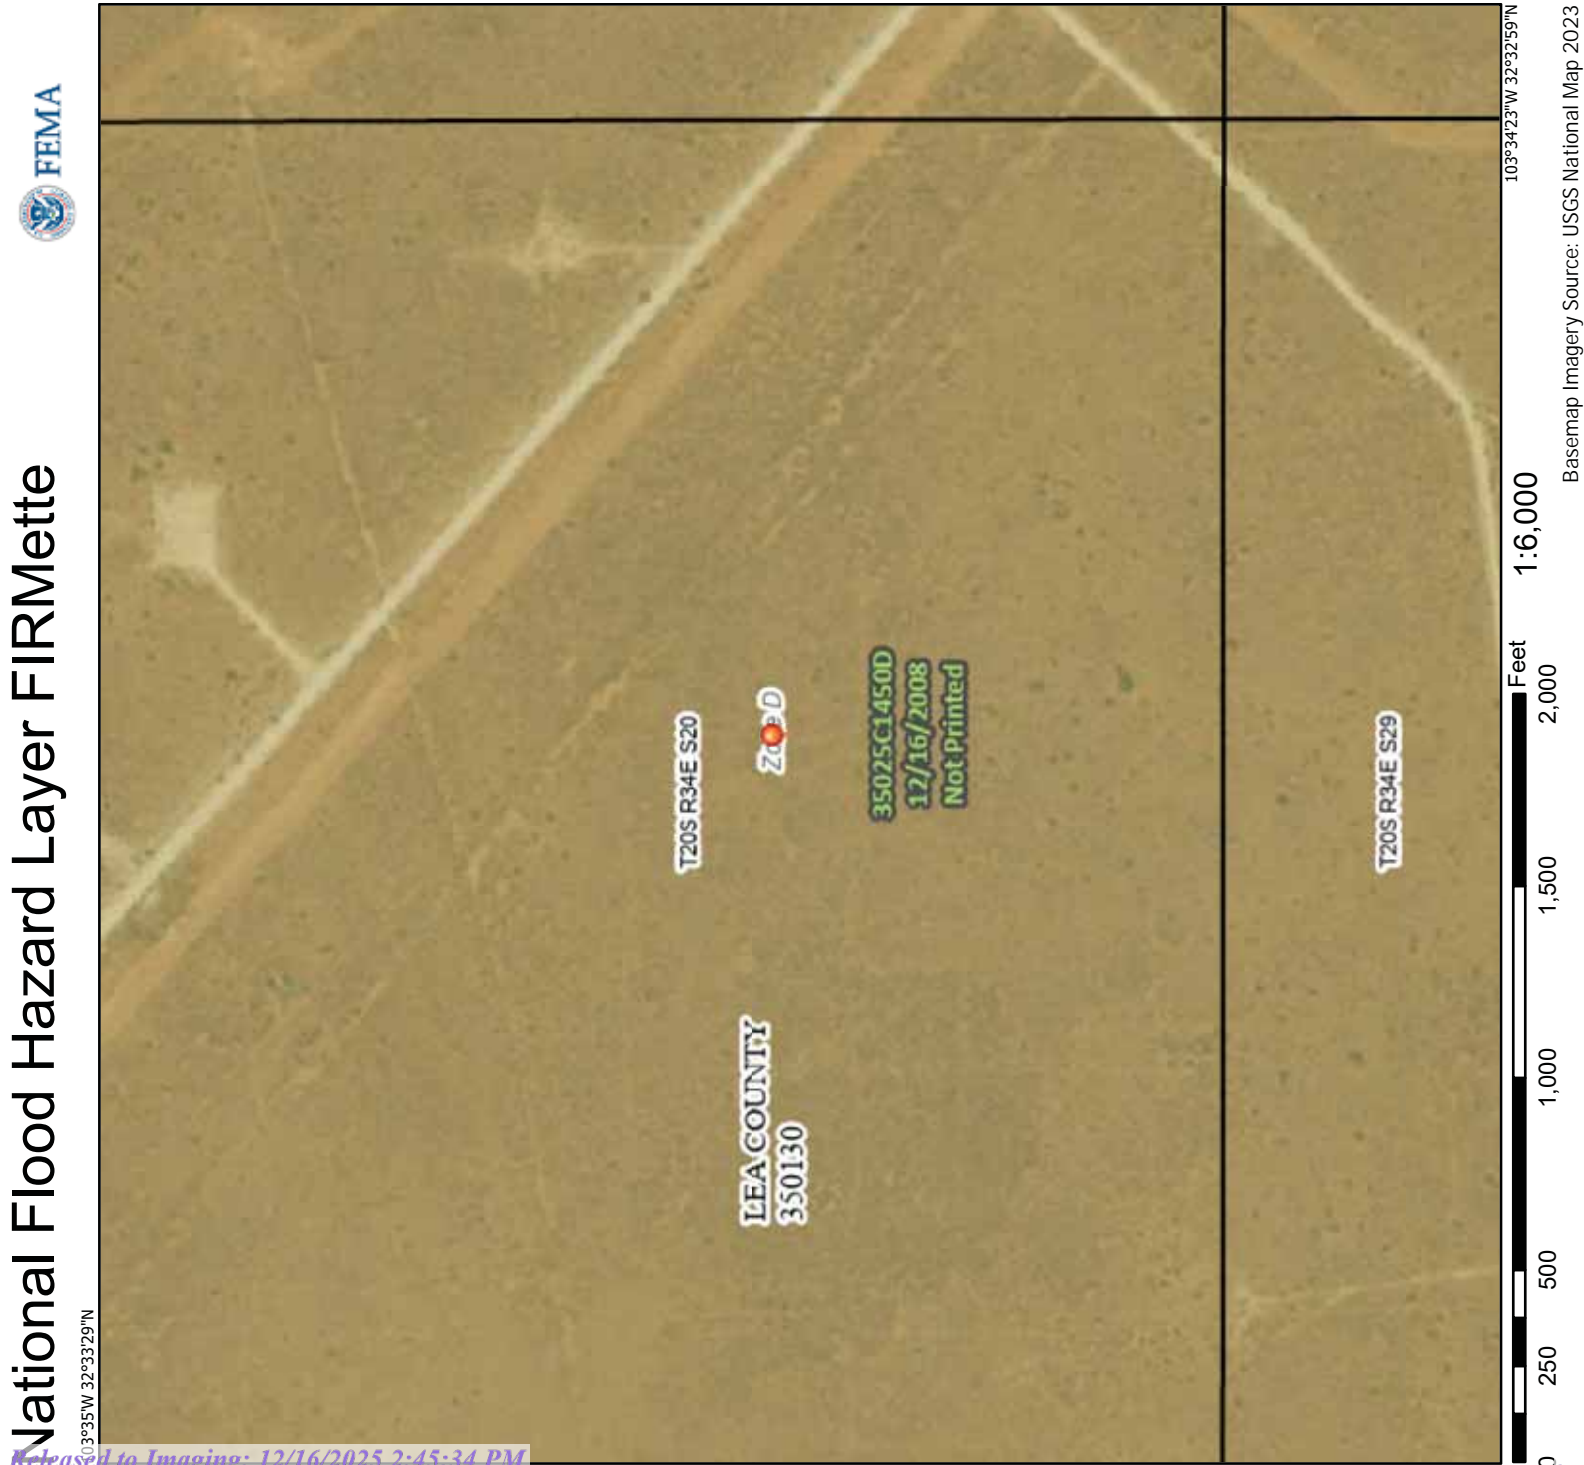 National Flood Hazard Layer FIRMette
FEMA
03°35'W 32°33'29"N
T20S R34E S20
Zone D
35025C1450D
12/16/2008
Not Printed
LEA COUNTY
350130
T20S R34E S29
103°34'23"W 32°32'59"N
0 250 500 1,000 1,500 2,000
Feet
1:6,000
Basemap Imagery Source: USGS National Map 2023
Released to Imaging: 12/16/2025 2:45:34 PM